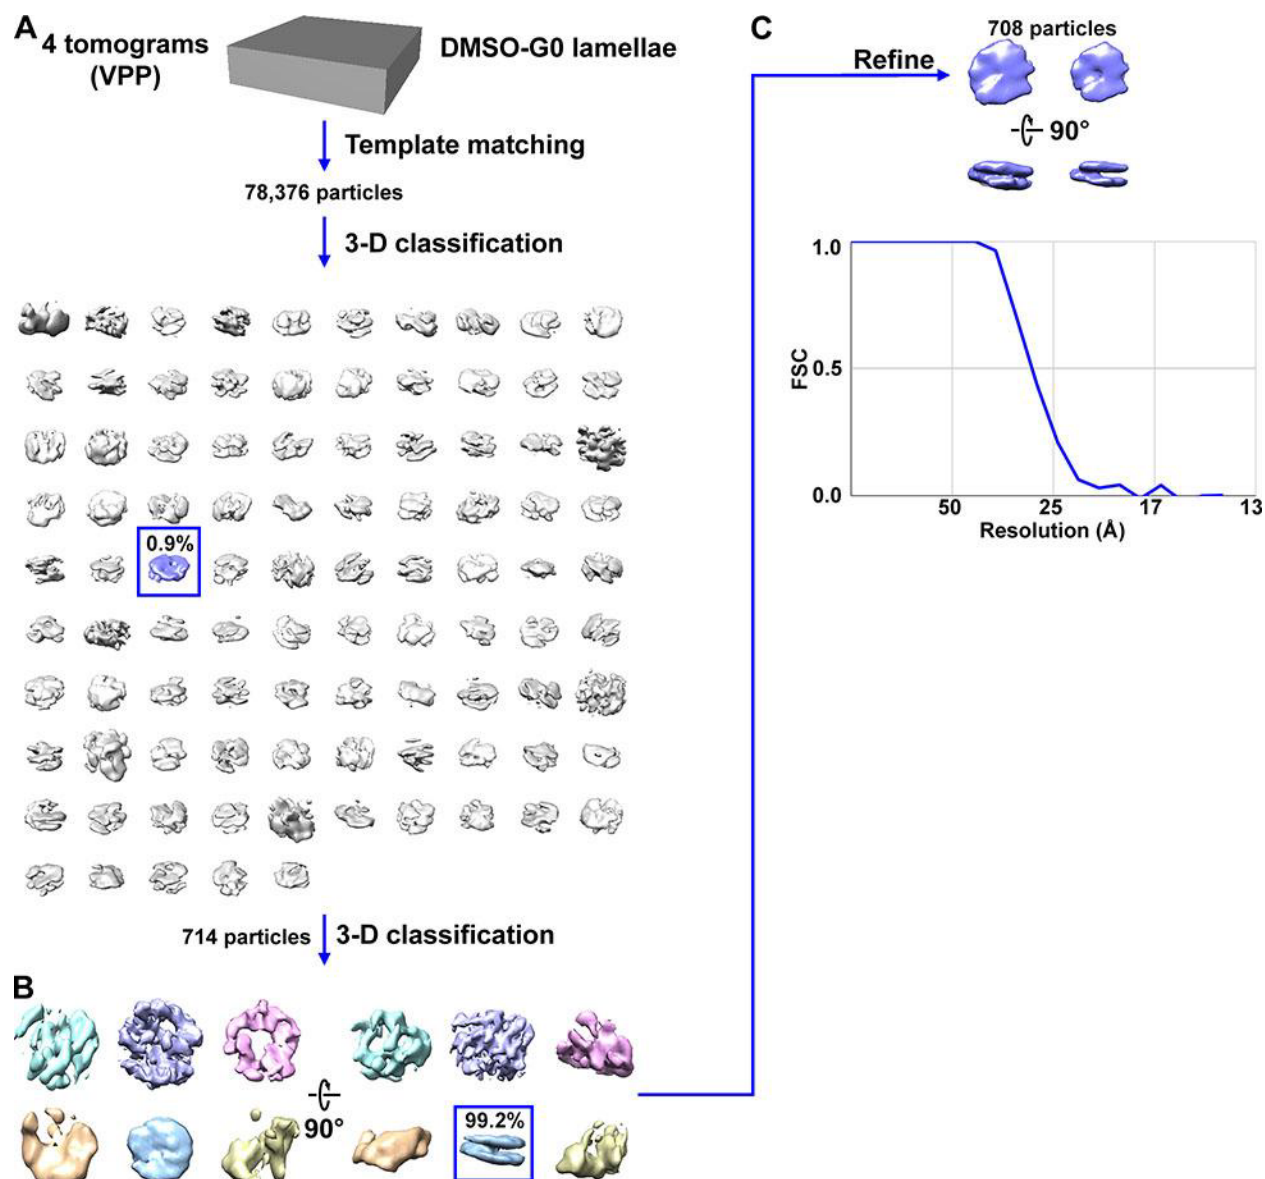 A
4 tomograms
(VPP)
DMSO-G0 lamellae
Template matching
78,376 particles
3-D classification
0.9%
714 particles
3-D classification
B
90°
99.2%
C
708 particles
Refine
90°
1.0
FSC
0.5
0.0
50
25
17
13
Resolution (Å)